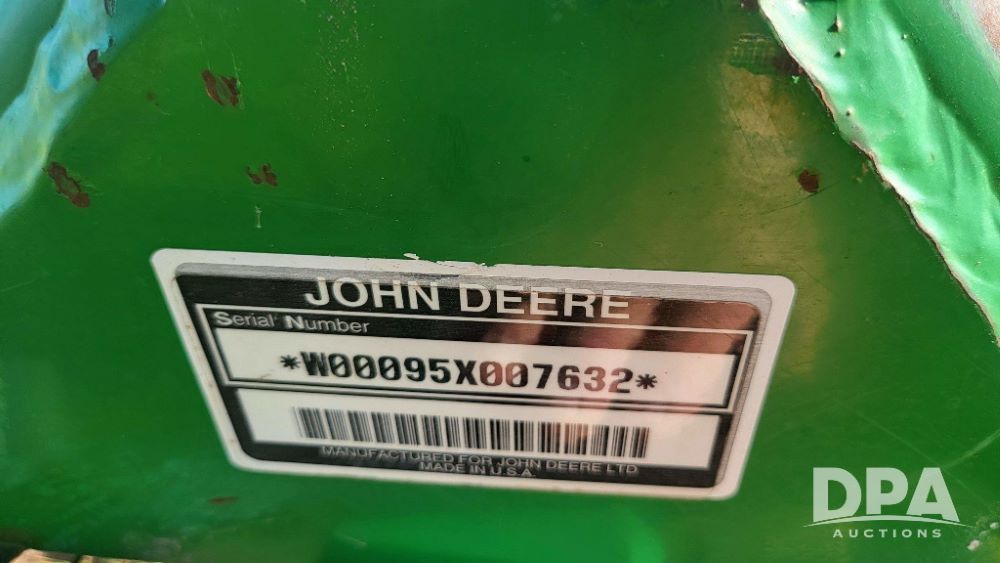 JOHN DEERE
Serial Number
*W00095X007632*
MANUFACTURED FOR JOHN DEERE LTD
MADE IN U.S.A.
DPA
AUCTIONS